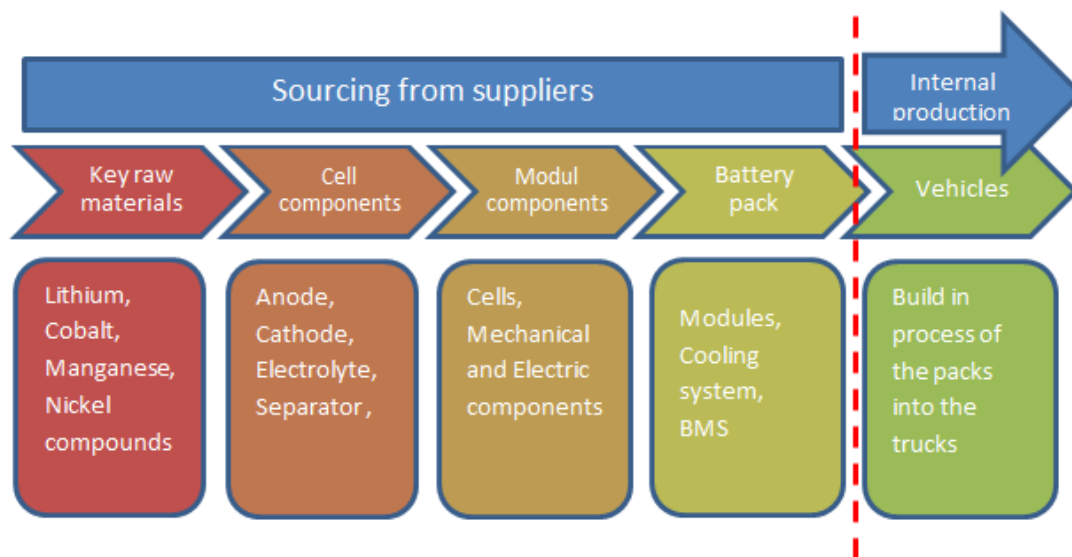 Sourcing from suppliers
Internal
production
Key raw
materials
Cell
components
Modul
components
Battery
pack
Vehicles
Lithium,
Cobalt,
Manganese,
Nickel
compounds
Anode,
Cathode,
Electrolyte,
Separator ,
Cells,
Mechanical
and Electric
components
Modules,
Cooling
system,
BMS
Build in
process of
the packs
into the
trucks